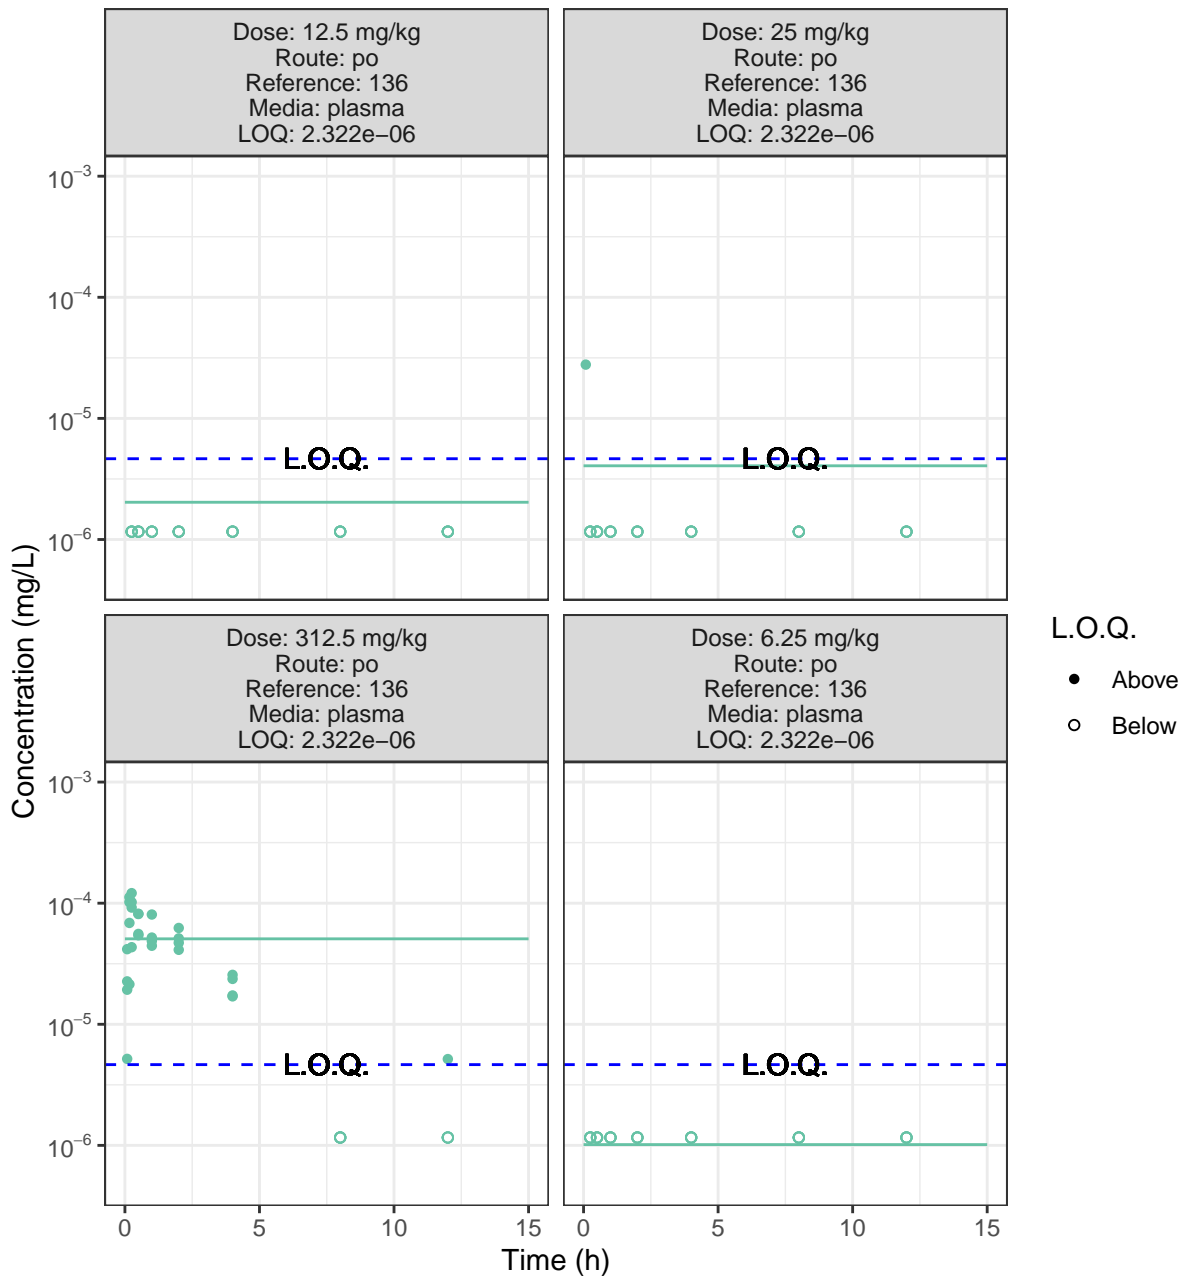 Dose: 12.5 mg/kg
Route: po
Reference: 136
Media: plasma
LOQ: 2.322e−06
Dose: 25 mg/kg
Route: po
Reference: 136
Media: plasma
LOQ: 2.322e−06
10⁻³
10⁻⁴
10⁻⁵
10⁻⁶
L.O.Q.
L.O.Q.
Dose: 312.5 mg/kg
Route: po
Reference: 136
Media: plasma
LOQ: 2.322e−06
Dose: 6.25 mg/kg
Route: po
Reference: 136
Media: plasma
LOQ: 2.322e−06
10⁻³
10⁻⁴
10⁻⁵
10⁻⁶
L.O.Q.
L.O.Q.
0 5 10 15
0 5 10 15
Time (h)
Concentration (mg/L)
L.O.Q.
Above
Below